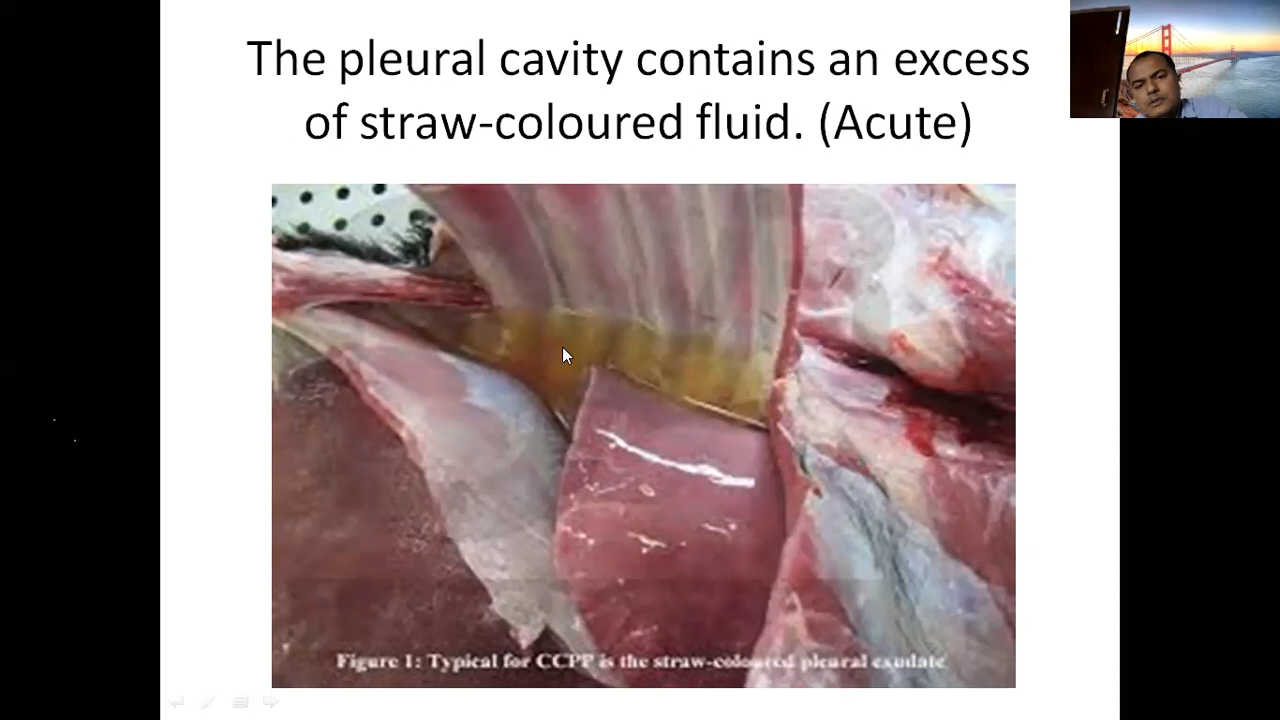 The pleural cavity contains an excess
of straw-coloured fluid. (Acute)
Figure 1: Typical for CCPP is the straw-coloured pleural exudate